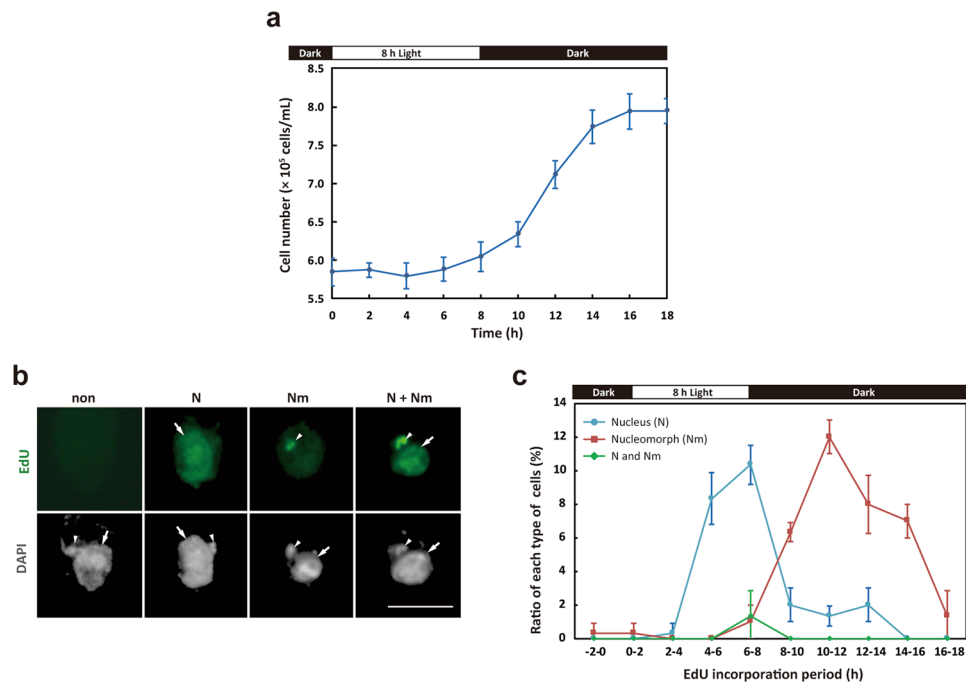 a
Dark 8 h Light Dark
8.5
8.0
7.0
6.5
6.0
5.5
Cell number (× 10⁵ cells/mL)
0 2 4 6 8 10 12 14 16 18
Time (h)
b
non N Nm N + Nm
EdU
DAPI
c
Dark 8 h Light Dark
14
12
10
8
6
4
2
0
Nucleus (N)
Nucleomorph (Nm)
N and Nm
Ratio of each type of cells (%)
-2-0 0-2 2-4 4-6 6-8 8-10 10-12 12-14 14-16 16-18
EdU incorporation period (h)